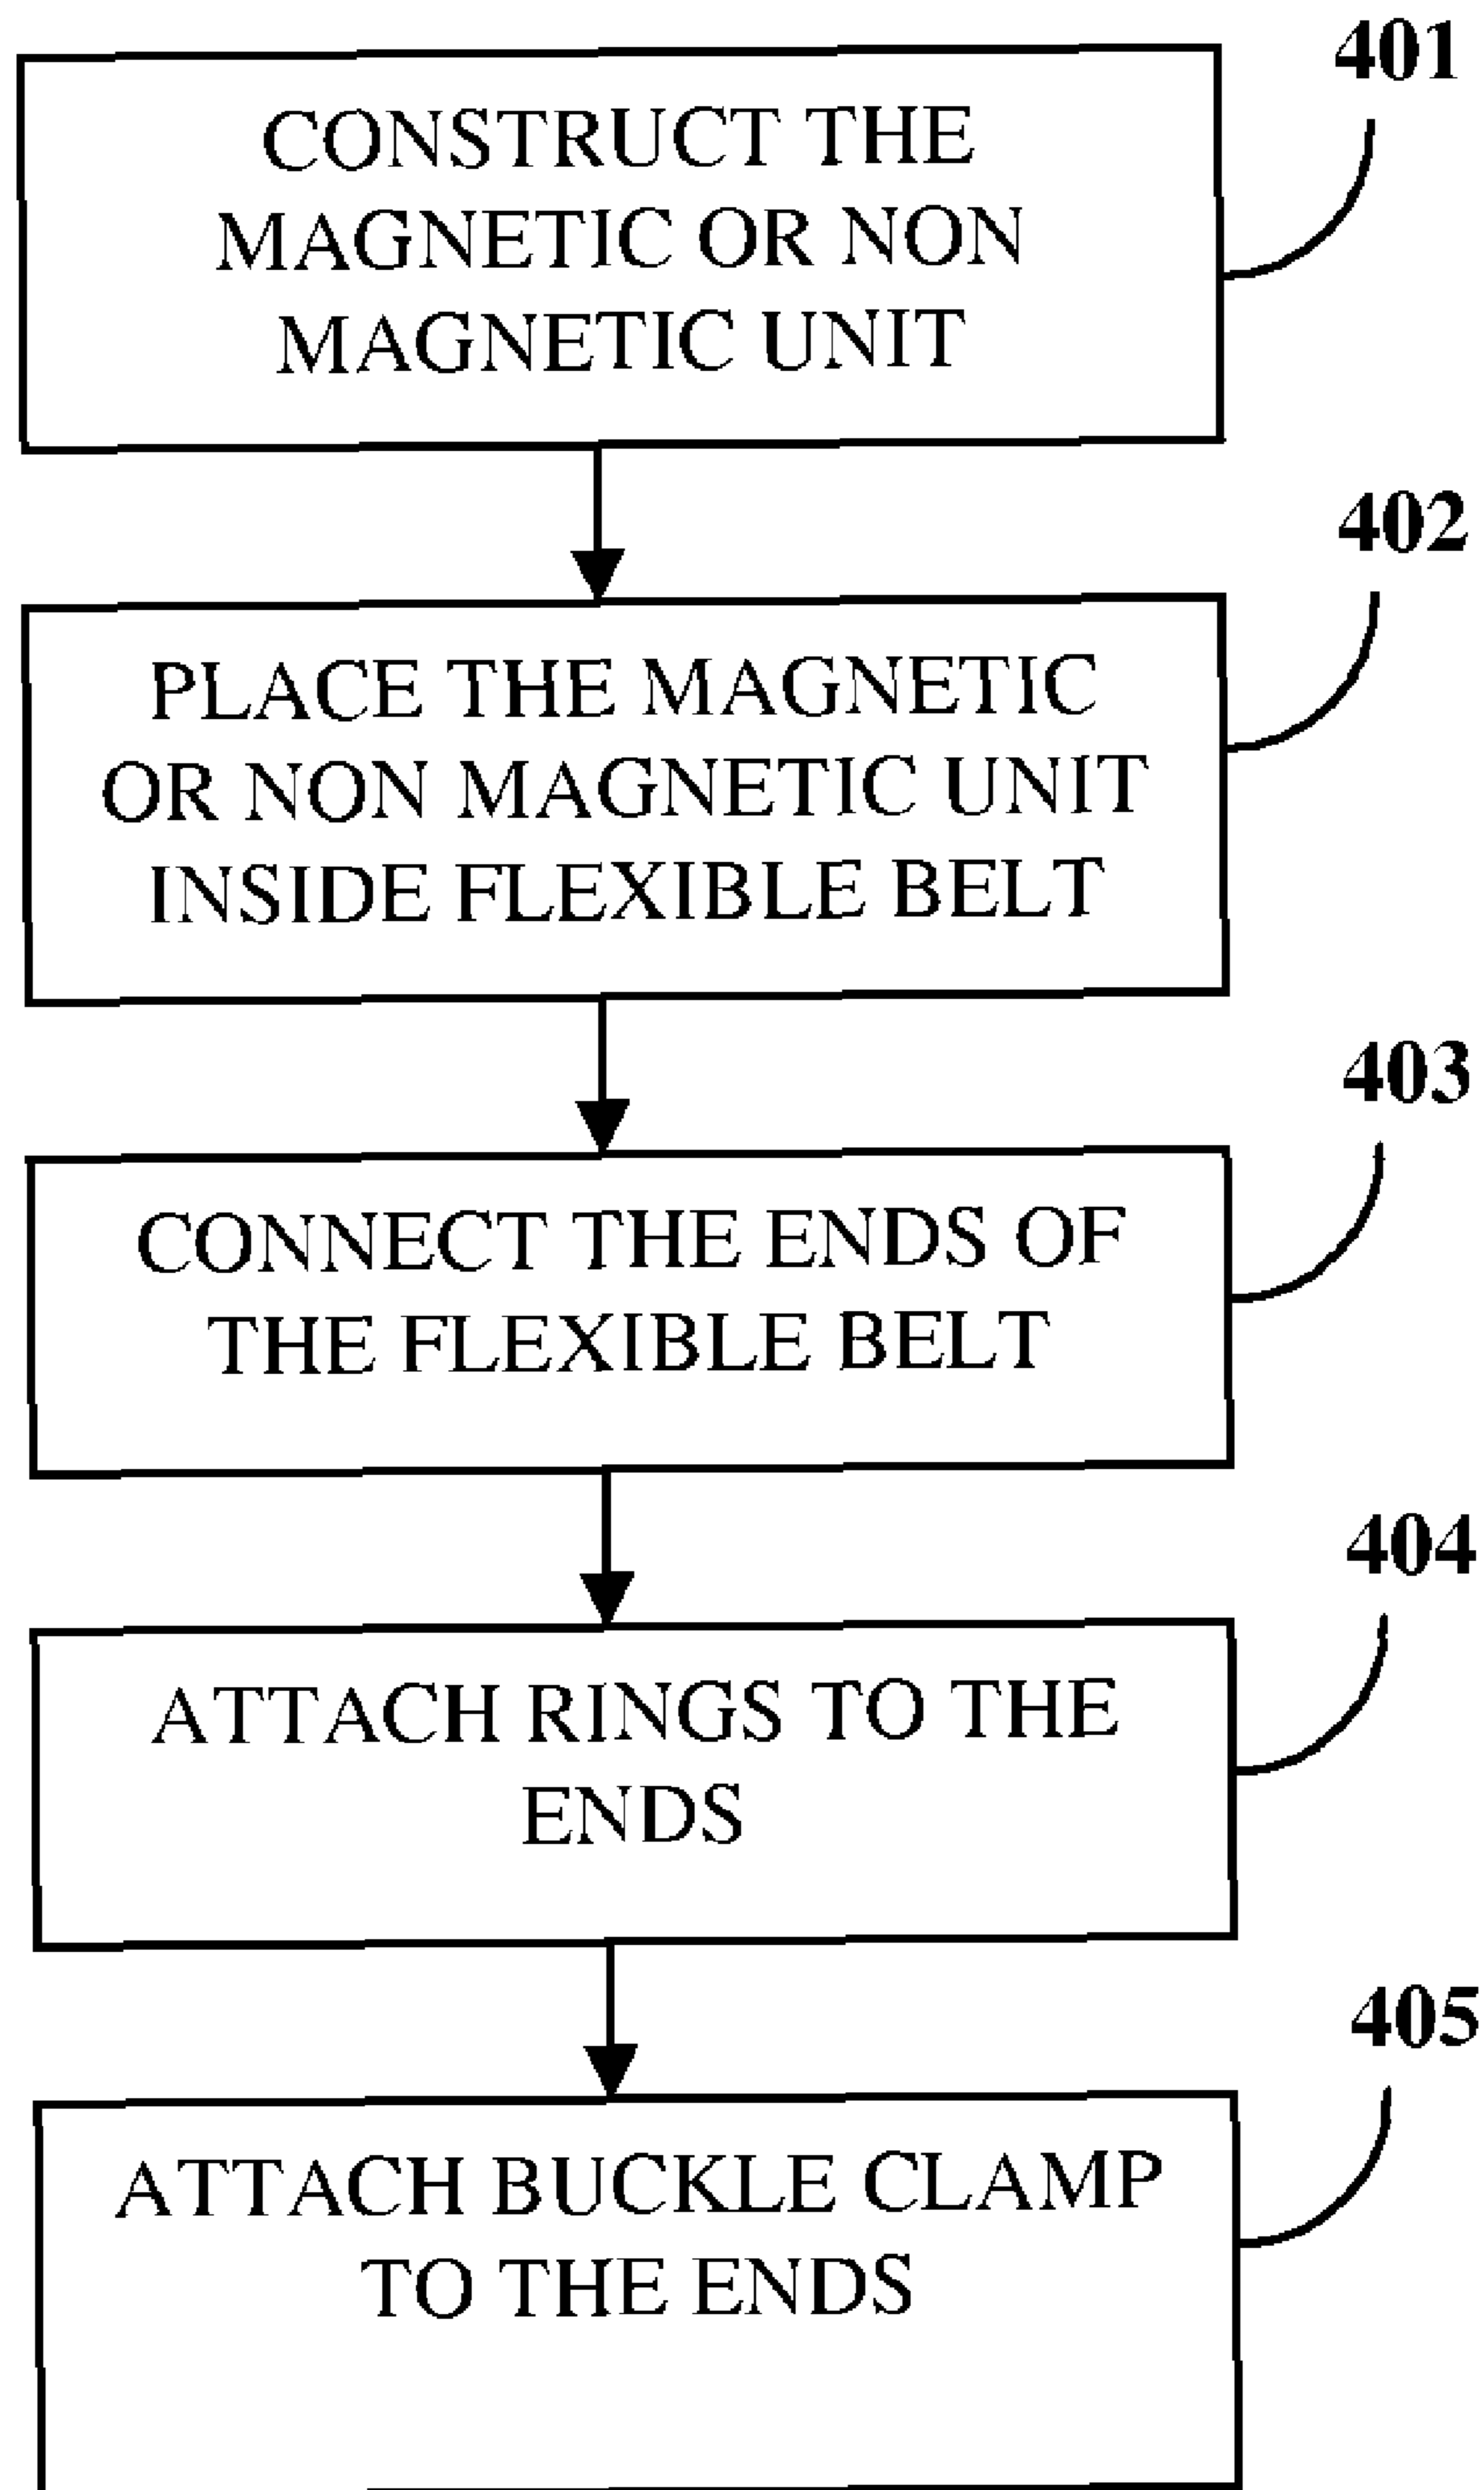 401
CONSTRUCT THE
MAGNETIC OR NON
MAGNETIC UNIT
402
PLACE THE MAGNETIC
OR NON MAGNETIC UNIT
INSIDE FLEXIBLE BELT
403
CONNECT THE ENDS OF
THE FLEXIBLE BELT
404
ATTACH RINGS TO THE
ENDS
405
ATTACH BUCKLE CLAMP
TO THE ENDS